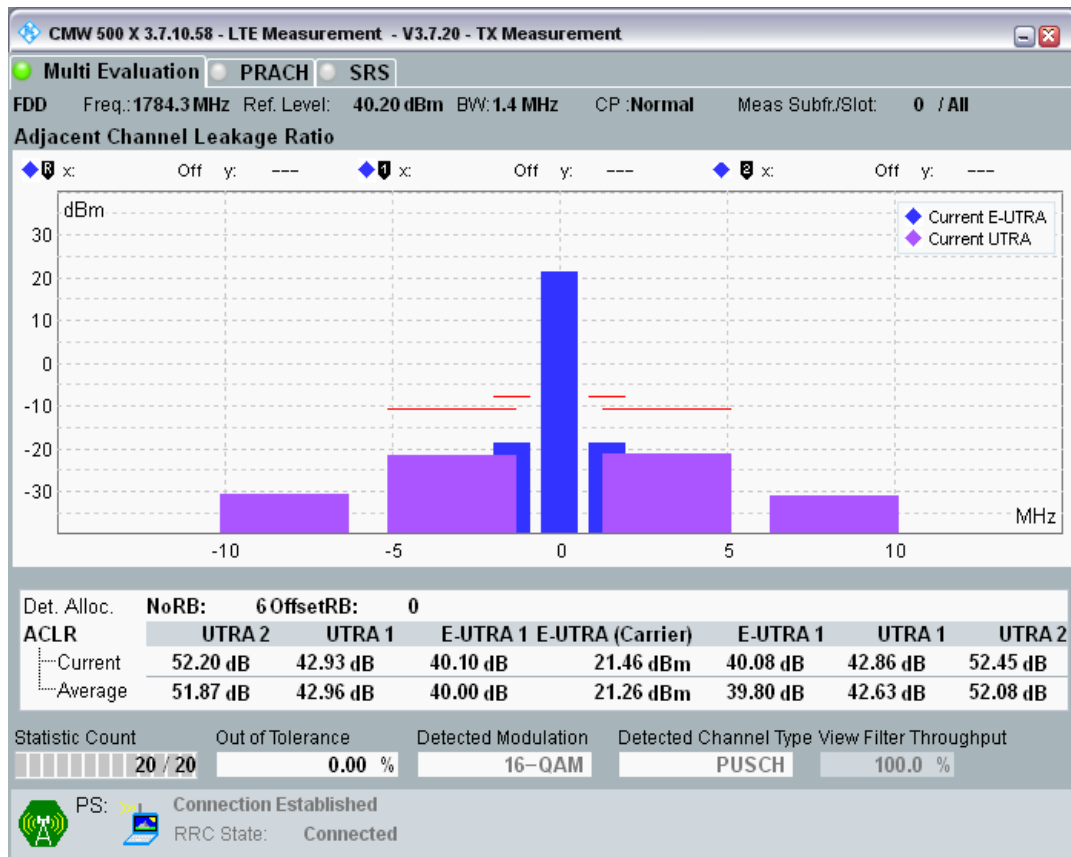 CMW 500 X 3.7.10.58 - LTE Measurement - V3.7.20 - TX Measurement
Multi Evaluation PRACH SRS
FDD Freq.:1784.3 MHz Ref. Level: 40.20 dBm BW:1.4 MHz CP :Normal Meas Subfr./Slot: 0 / All
Adjacent Channel Leakage Ratio
R x: Off y: --- 1 x: Off y: --- 2 x: Off y: ---
dBm
Current E-UTRA
Current UTRA
30
20
10
0
-10
-20
-30
MHz
-10 -5 0 5 10
Det. Alloc. NoRB: 6 OffsetRB: 0
ACLR UTRA 2 UTRA 1 E-UTRA 1 E-UTRA (Carrier) E-UTRA 1 UTRA 1 UTRA 2
Current 52.20 dB 42.93 dB 40.10 dB 21.46 dBm 40.08 dB 42.86 dB 52.45 dB
Average 51.87 dB 42.96 dB 40.00 dB 21.26 dBm 39.80 dB 42.63 dB 52.08 dB
Statistic Count Out of Tolerance Detected Modulation Detected Channel Type View Filter Throughput
20 / 20 0.00 % 16-QAM PUSCH 100.0 %
PS: Connection Established
RRC State: Connected